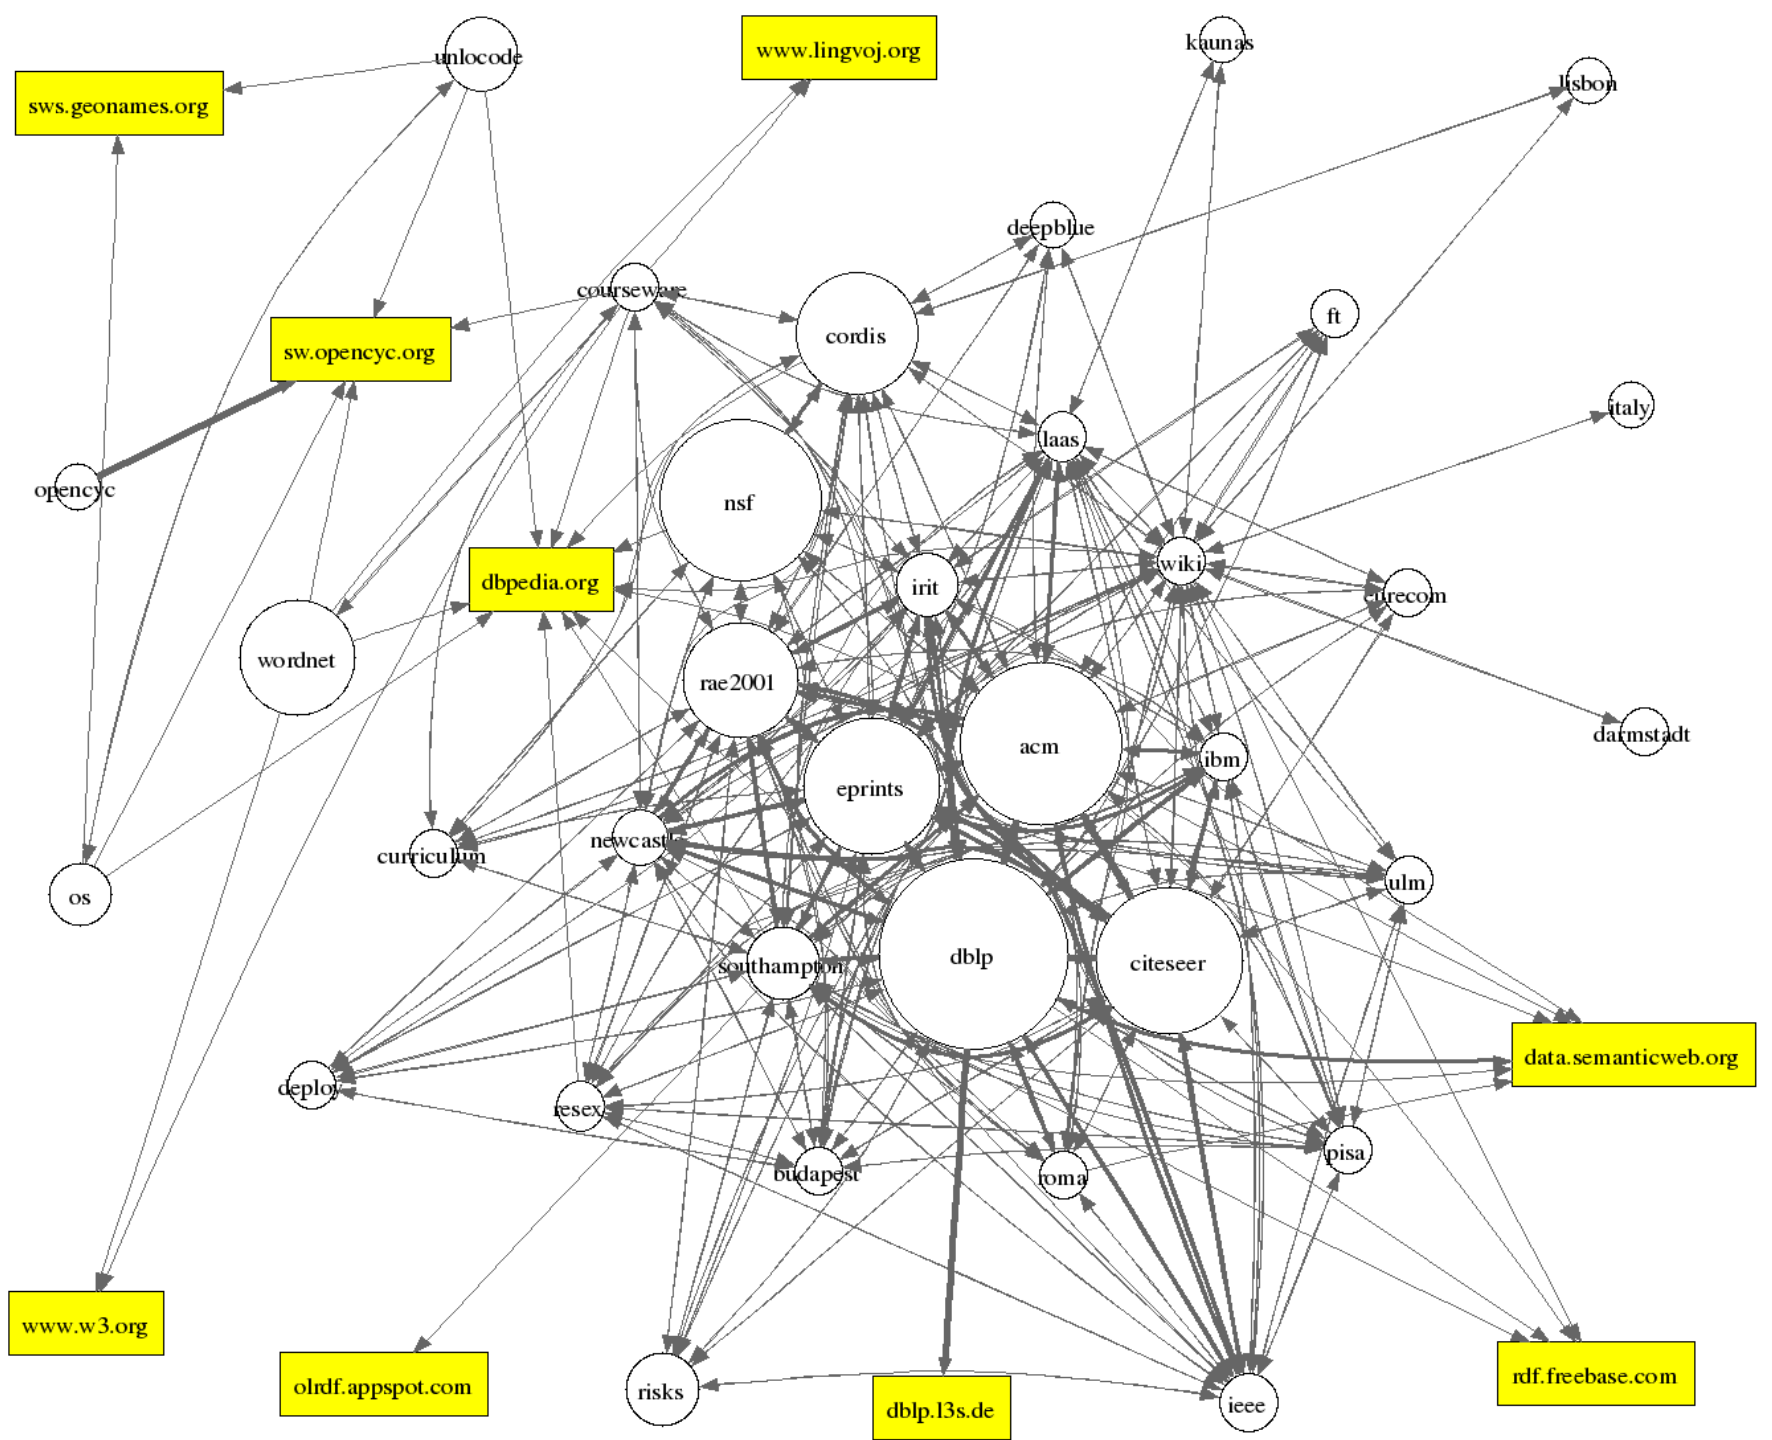 unlocode
www.lingvoj.org
kaunas
lisbon
sws.geonames.org
deepblue
courseware
cordis
ft
sw.opencyc.org
italy
laas
opencyc
nsf
wiki
dbpedia.org
irit
eurecom
wordnet
rae2001
darmstadt
acm
ibm
eprints
newcastle
curriculum
ulm
os
southampton
dblp
citeseer
data.semanticweb.org
deploy
resex
budapest
roma
pisa
www.w3.org
olrdf.appspot.com
risks
dblp.l3s.de
ieee
rdf.freebase.com